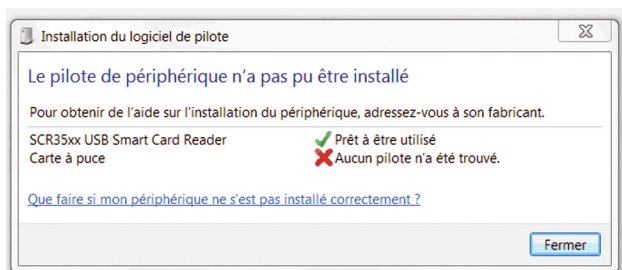 Installation du logiciel de pilote
Le pilote de périphérique n'a pas pu être installé
Pour obtenir de l'aide sur l'installation du périphérique, adressez-vous à son fabricant.
SCR35xx USB Smart Card Reader Prêt à être utilisé
Carte à puce Aucun pilote n'a été trouvé.
Que faire si mon périphérique ne s'est pas installé correctement ?
Fermer